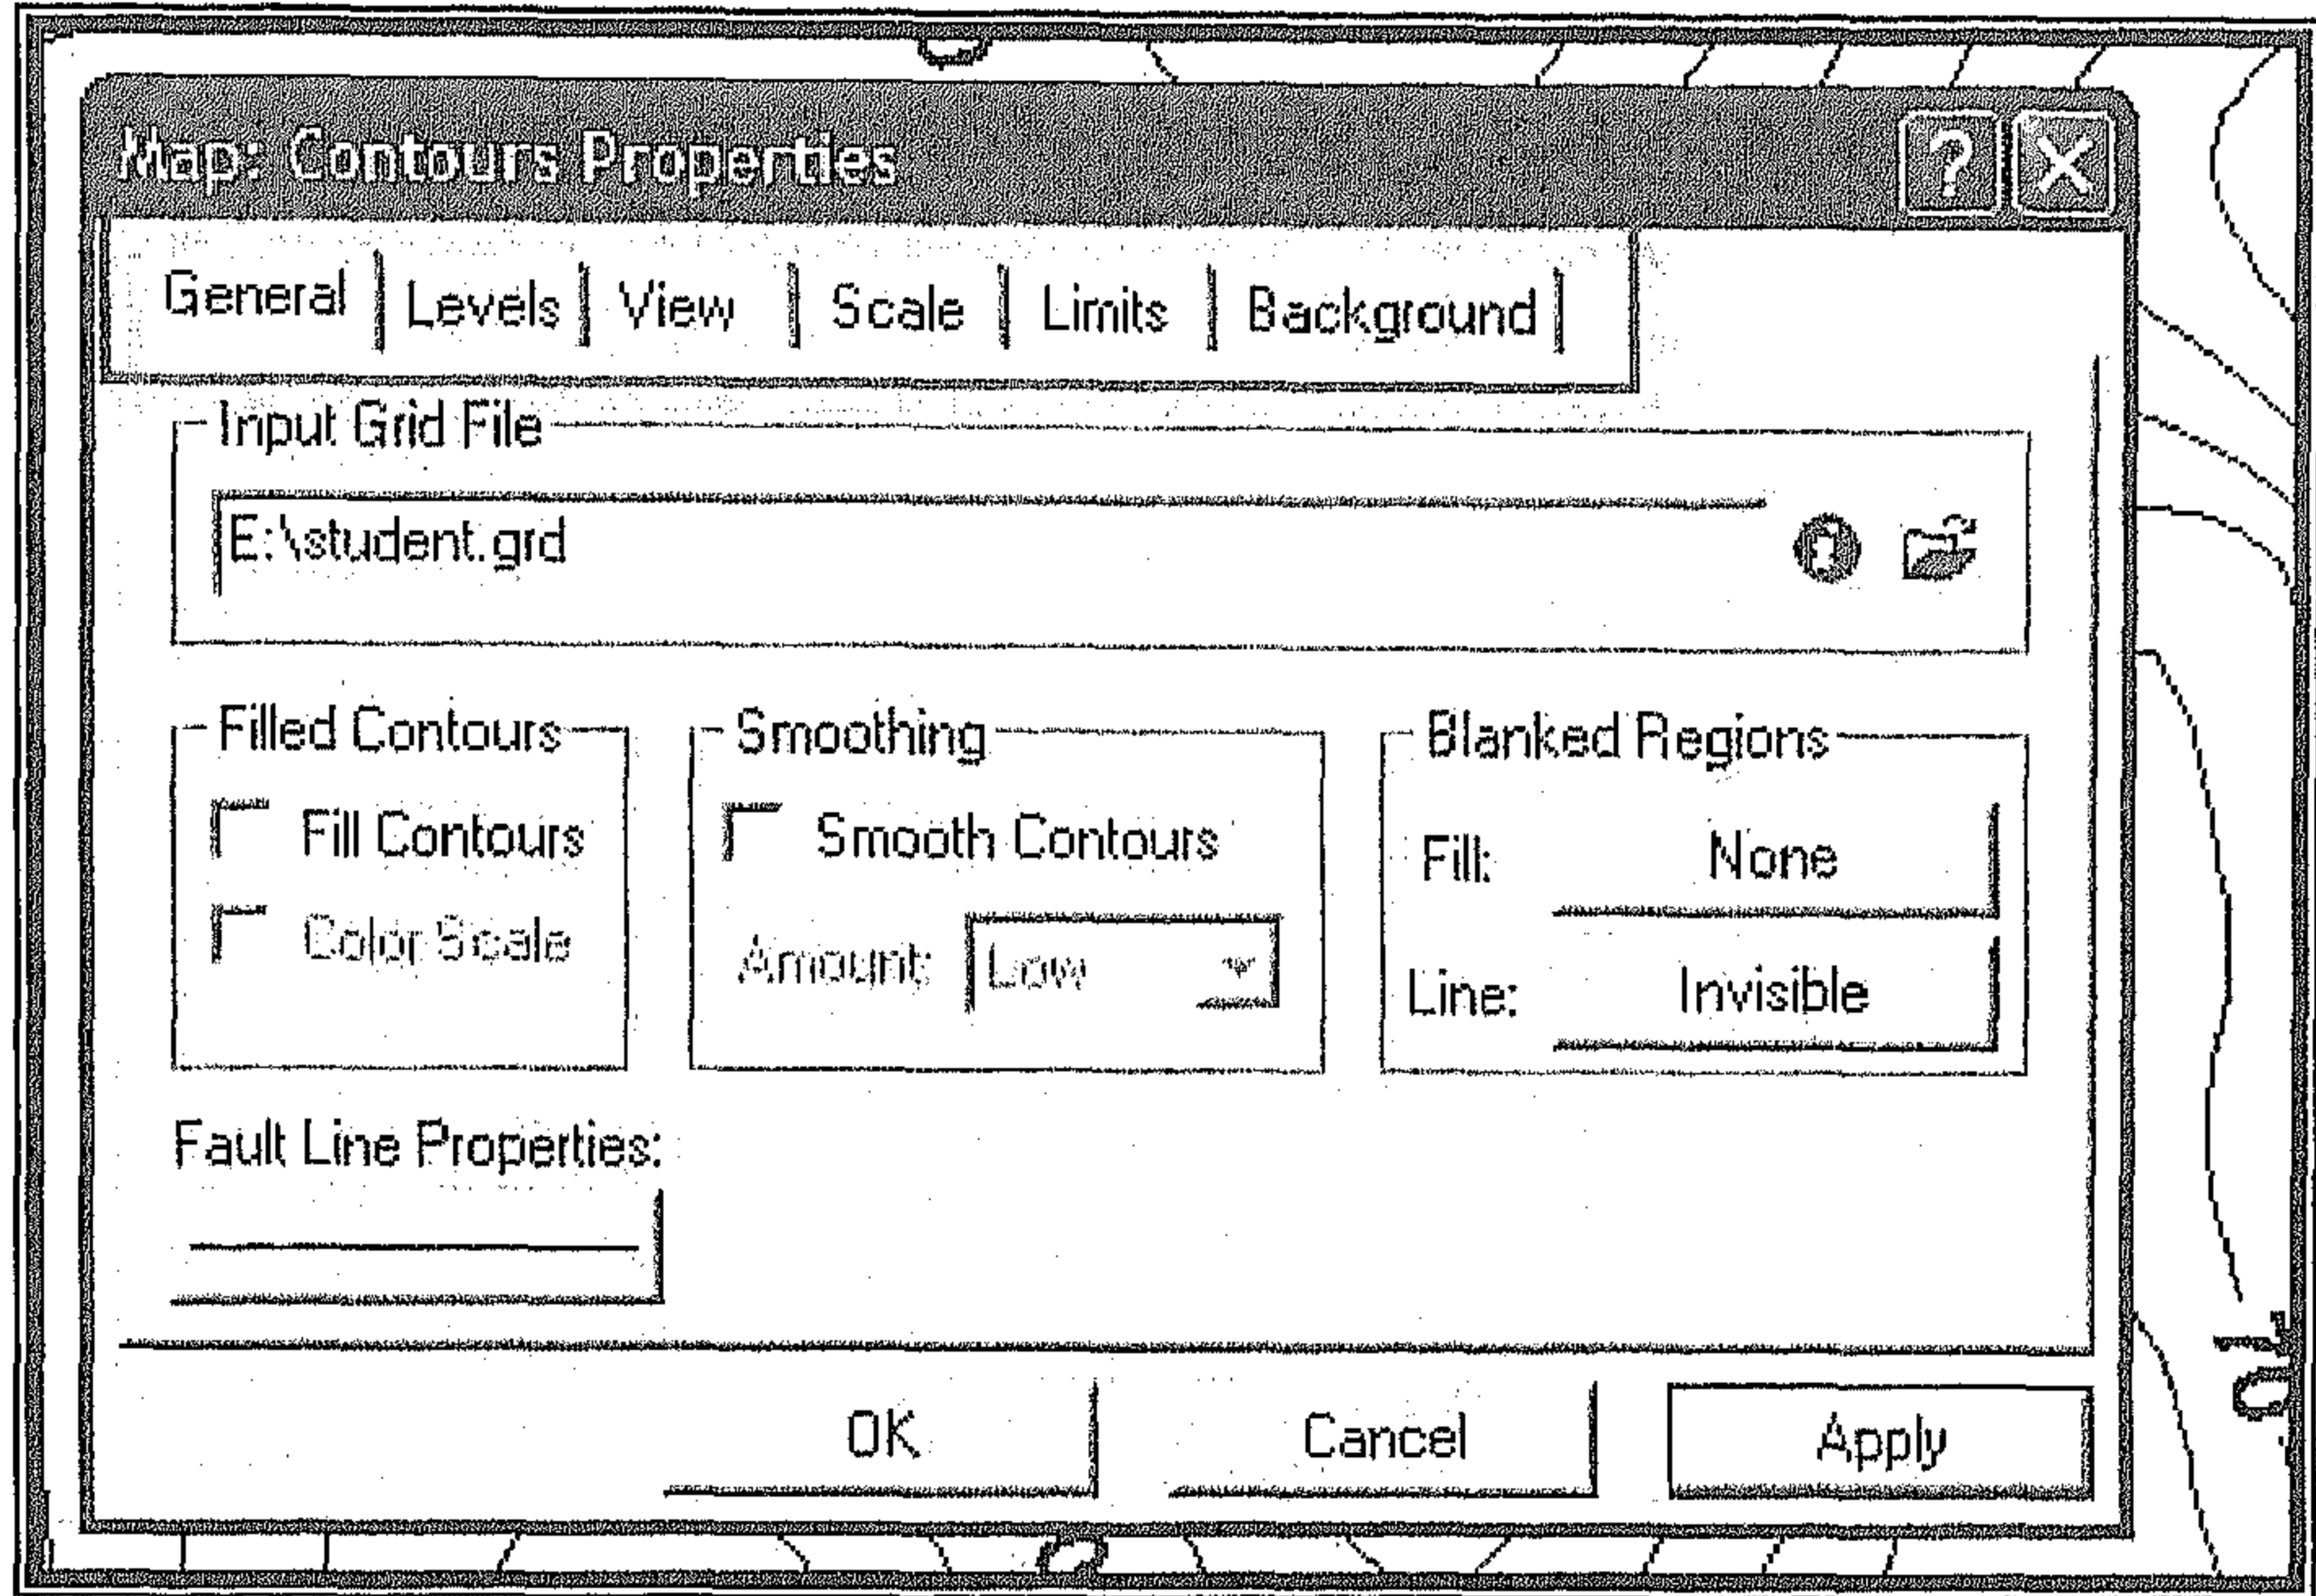 Map: Contours Properties
General Levels View Scale Limits Background
Input Grid File
E:\student.grd
Filled Contours Smoothing Blanked Regions
Fill Contours Smooth Contours Fill: None
Color Scale Amount: Low Line: Invisible
Fault Line Properties:
OK Cancel Apply